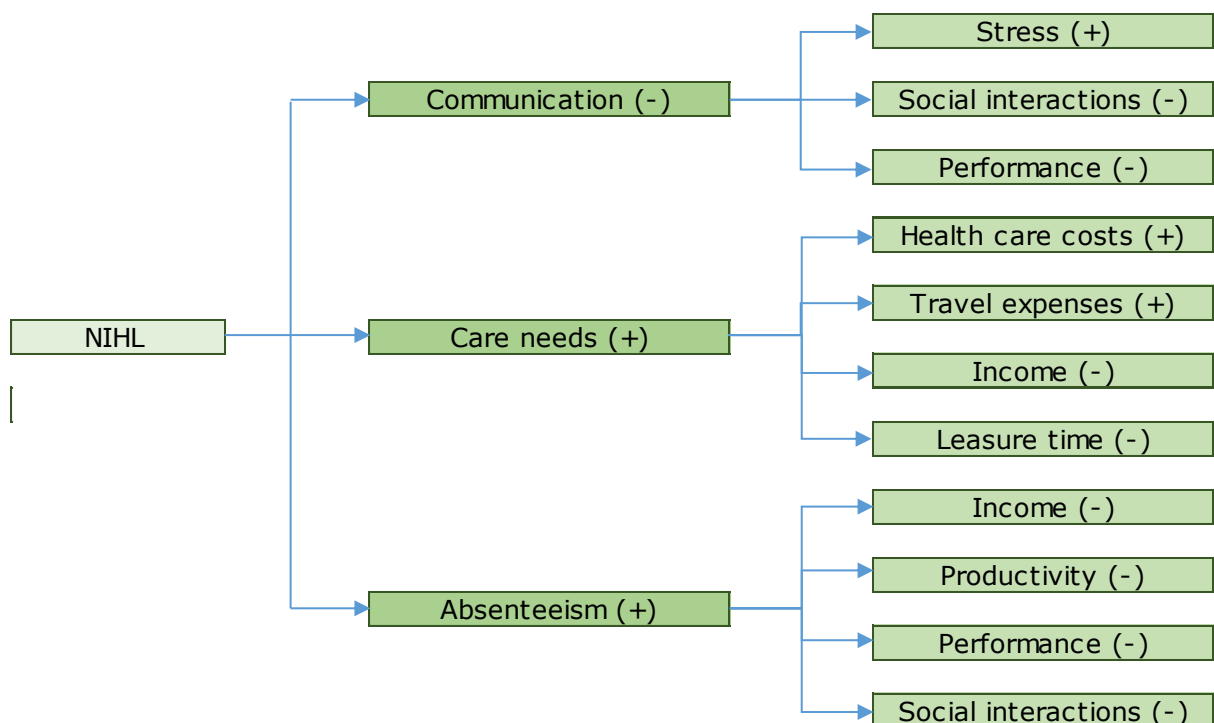 NIHL
Communication (-)
Stress (+)
Social interactions (-)
Performance (-)
Care needs (+)
Health care costs (+)
Travel expenses (+)
Income (-)
Leasure time (-)
Absenteeism (+)
Income (-)
Productivity (-)
Performance (-)
Social interactions (-)